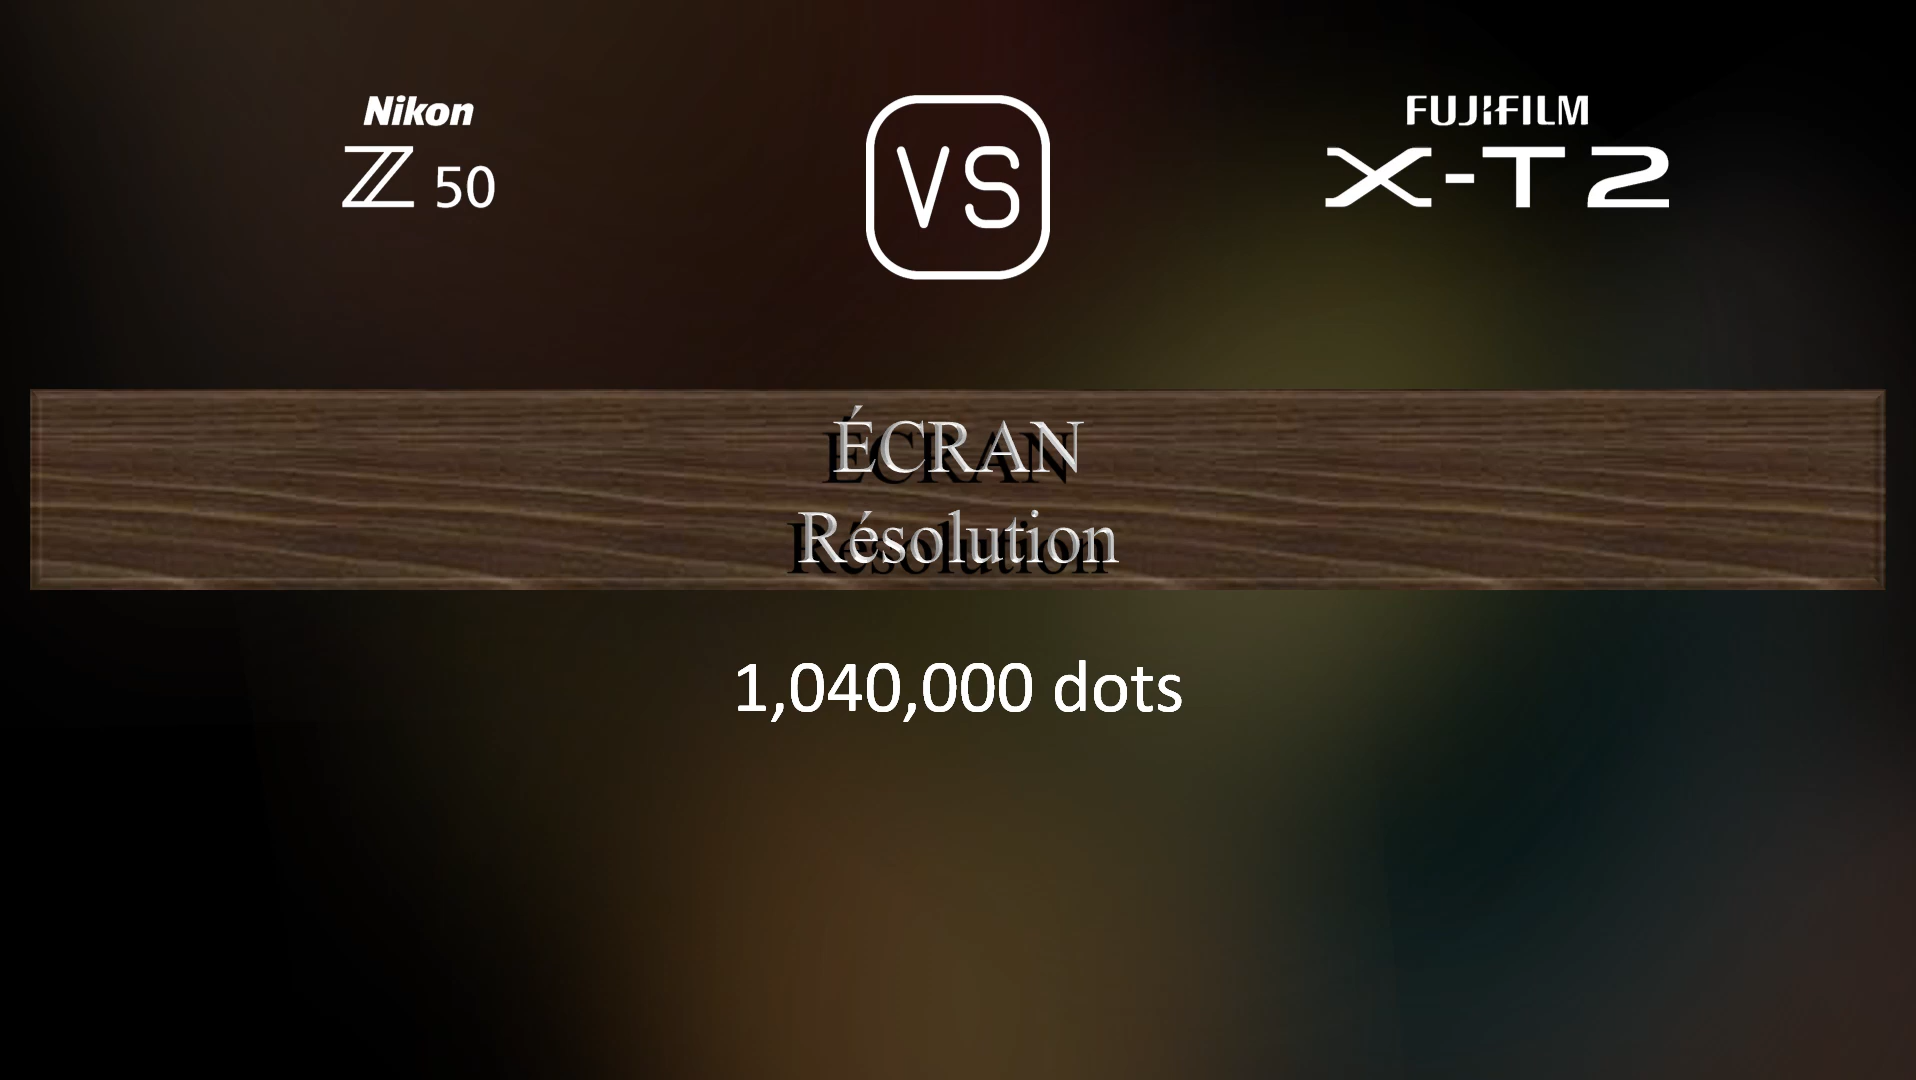 Nikon
Z 50
VS
FUJIFILM
X-T2
ÉCRAN
Résolution
1,040,000 dots